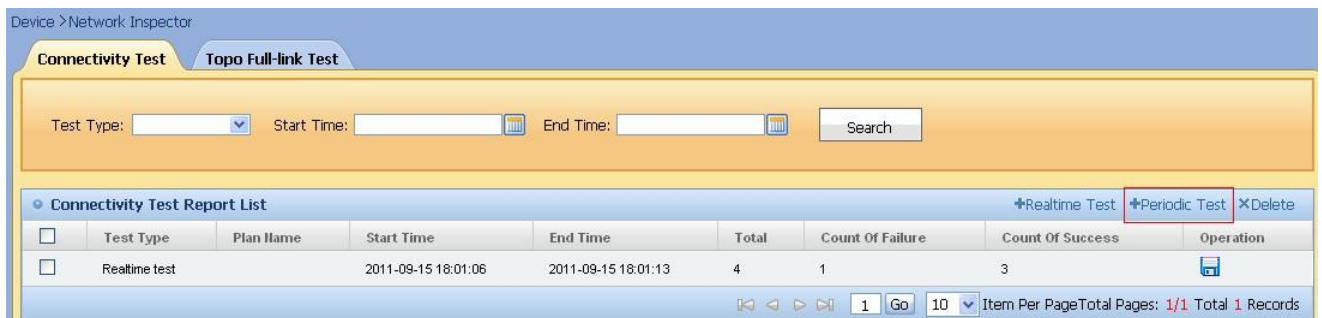 Device >Network Inspector
Connectivity Test Topo Full-link Test
Test Type: Start Time: End Time: Search
Connectivity Test Report List +Realtime Test +Periodic Test ×Delete
Test Type Plan Name Start Time End Time Total Count Of Failure Count Of Success Operation
Realtime test 2011-09-15 18:01:06 2011-09-15 18:01:13 4 1 3
1 Go 10 Item Per PageTotal Pages: 1/1 Total 1 Records